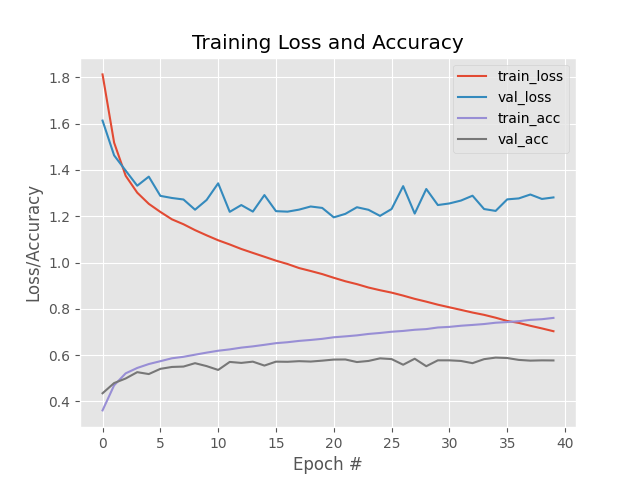 Training Loss and Accuracy
train_loss
val_loss
train_acc
val_acc
Loss/Accuracy
1.8
1.6
1.4
1.2
1.0
0.8
0.6
0.4
0 5 10 15 20 25 30 35 40
Epoch #